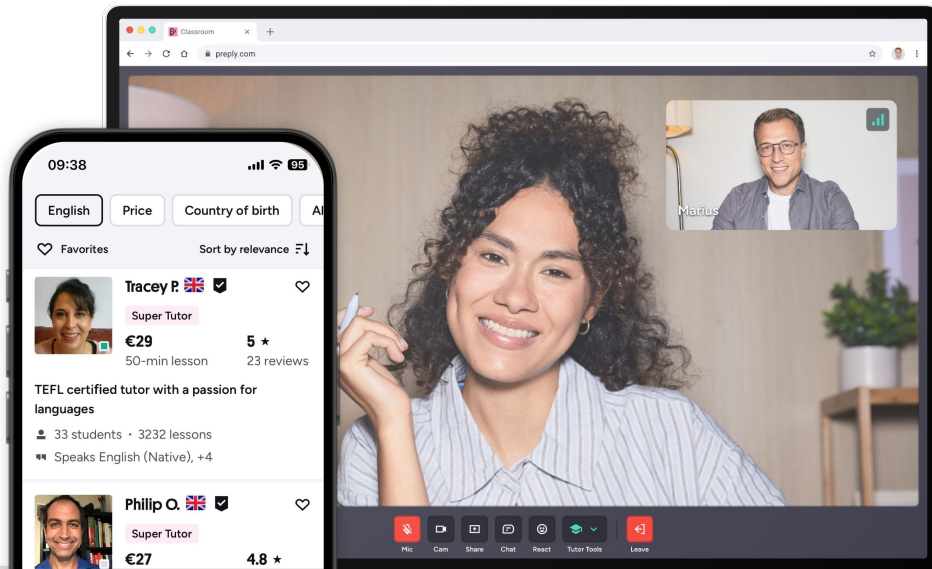 Classroom
preply.com
Marius
Mic
Cam
Share
Chat
React
Tutor Tools
Leave
09:38
95
English
Price
Country of birth
Al
Favorites
Sort by relevance
Tracey P.
Super Tutor
€29
5 ★
50-min lesson
23 reviews
TEFL certified tutor with a passion for
languages
33 students • 3232 lessons
Speaks English (Native), +4
Philip O.
Super Tutor
€27
4.8 ★